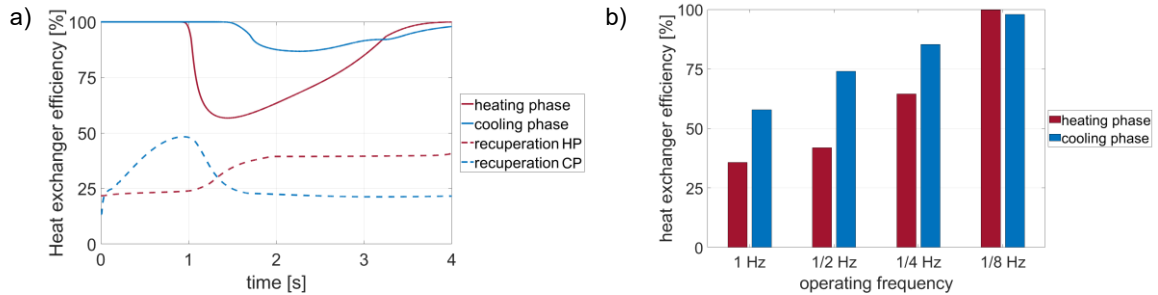 a)
Heat exchanger efficiency [%]
100
75
50
25
0
0 1 2 3 4
time [s]
heating phase
cooling phase
recuperation HP
recuperation CP
b)
heat exchanger efficiency [%]
100
75
50
25
0
1 Hz 1/2 Hz 1/4 Hz 1/8 Hz
operating frequency
heating phase
cooling phase